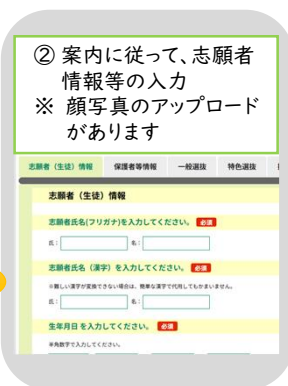 ② 案内に従って、志願者
情報等の入力
※ 顔写真のアップロード
があります
志願者（生徒）情報 保護者等情報 一般選抜 特色選抜
志願者（生徒）情報
志願者氏名(フリガナ)を入力してください。 必須
氏： 名：
志願者氏名（漢字）を入力してください。 必須
※難しい漢字が変換できない場合は、簡単な漢字で代用してもかまいません。
氏： 名：
生年月日 を入力してください。 必須
半角数字で入力してください。